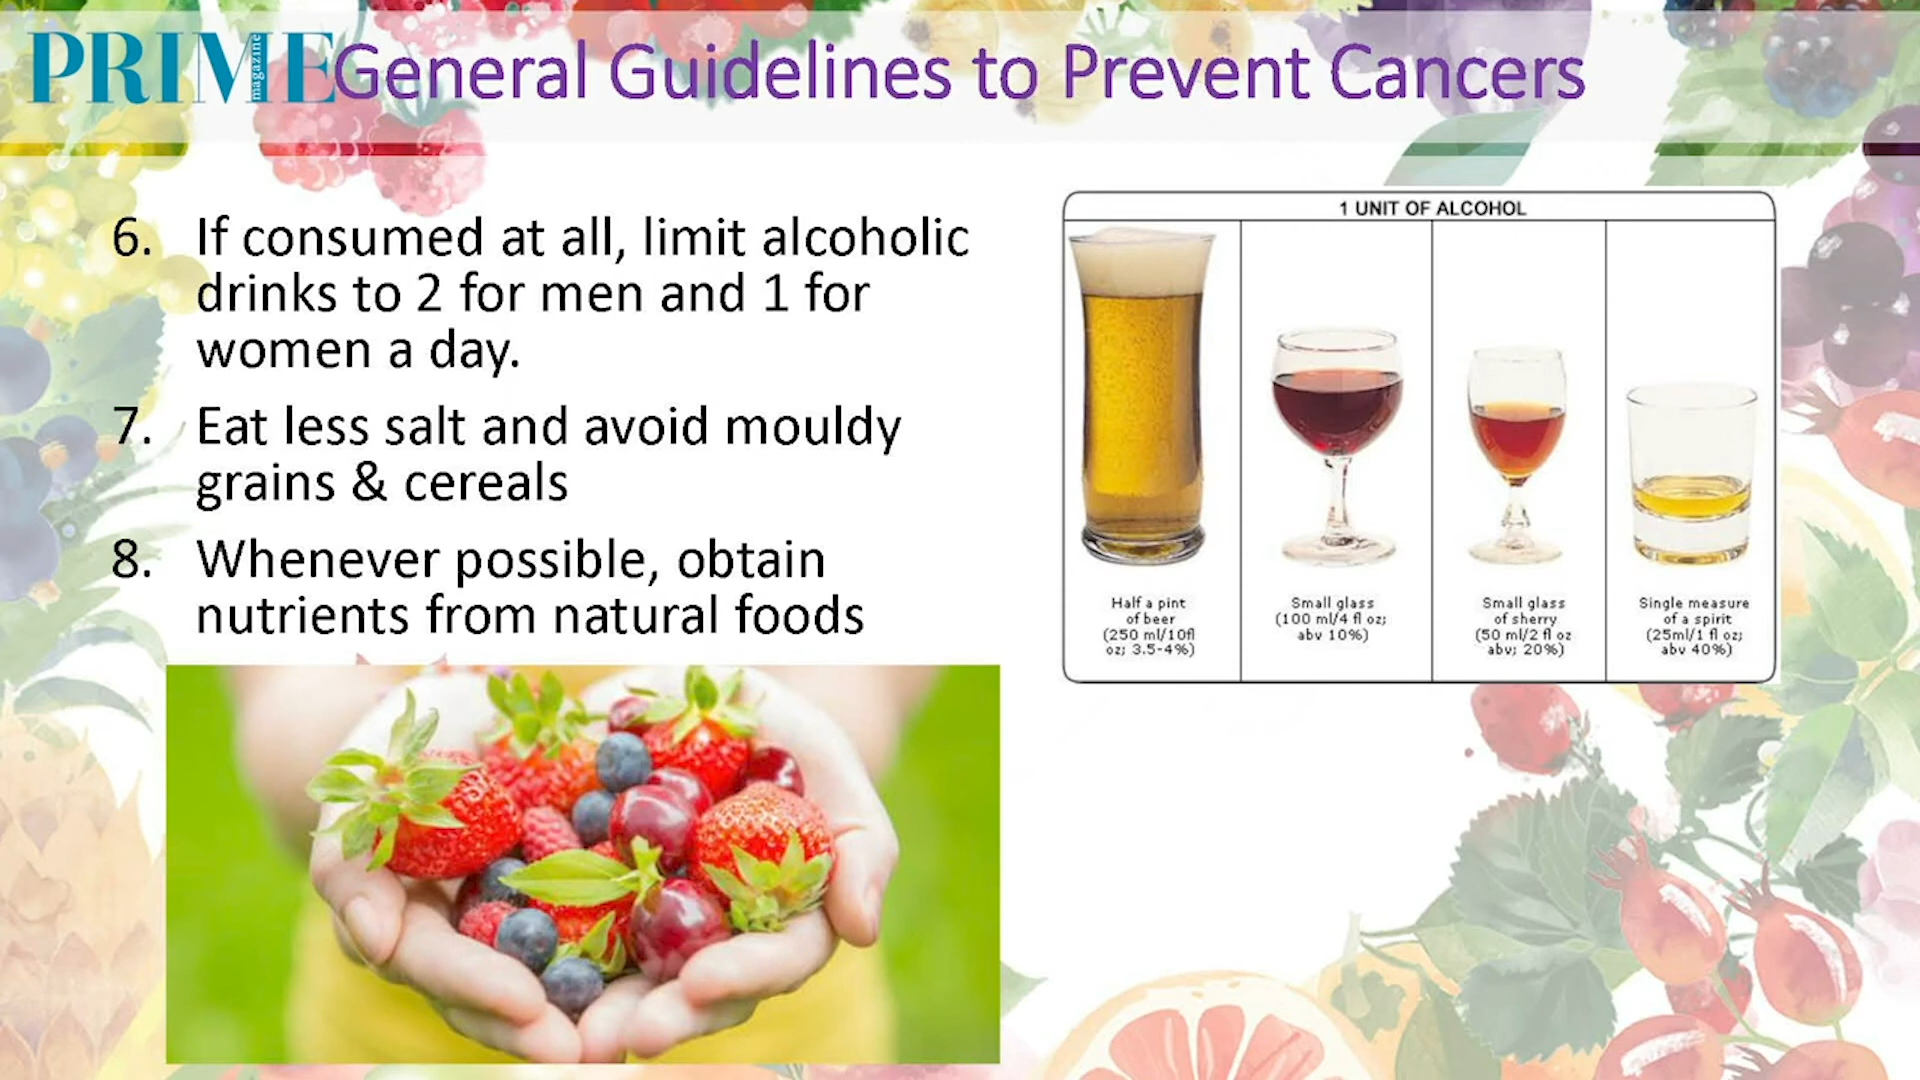 PRIME magazine
General Guidelines to Prevent Cancers
6. If consumed at all, limit alcoholic
drinks to 2 for men and 1 for
women a day.
7. Eat less salt and avoid mouldy
grains & cereals
8. Whenever possible, obtain
nutrients from natural foods
1 UNIT OF ALCOHOL
Half a pint
of beer
(250 ml/10fl
oz; 3.5-4%)
Small glass
(100 ml/4 fl oz;
abv 10%)
Small glass
of sherry
(50 ml/2 fl oz
abv; 20%)
Single measure
of a spirit
(25ml/1 fl oz;
abv 40%)